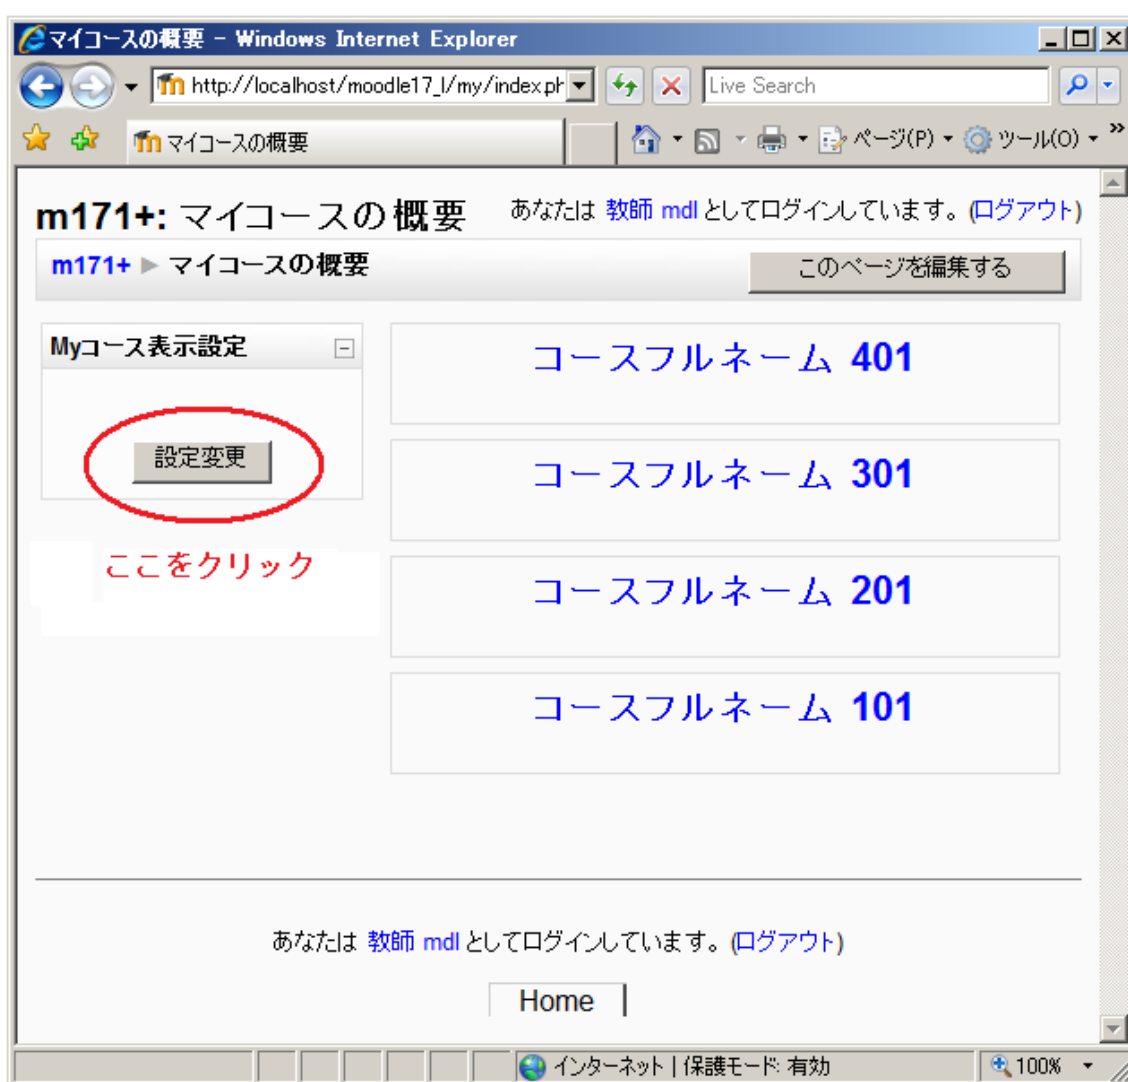 マイコースの概要 - Windows Internet Explorer
http://localhost/moodle17_l/my/index.ph
Live Search
マイコースの概要
ページ(P)
ツール(O)
m171+: マイコースの概要
あなたは 教師 mdl としてログインしています。(ログアウト)
m171+ ► マイコースの概要
このページを編集する
Myコース表示設定
設定変更
ここをクリック
コースフルネーム 401
コースフルネーム 301
コースフルネーム 201
コースフルネーム 101
あなたは 教師 mdl としてログインしています。(ログアウト)
Home
インターネット | 保護モード: 有効
100%